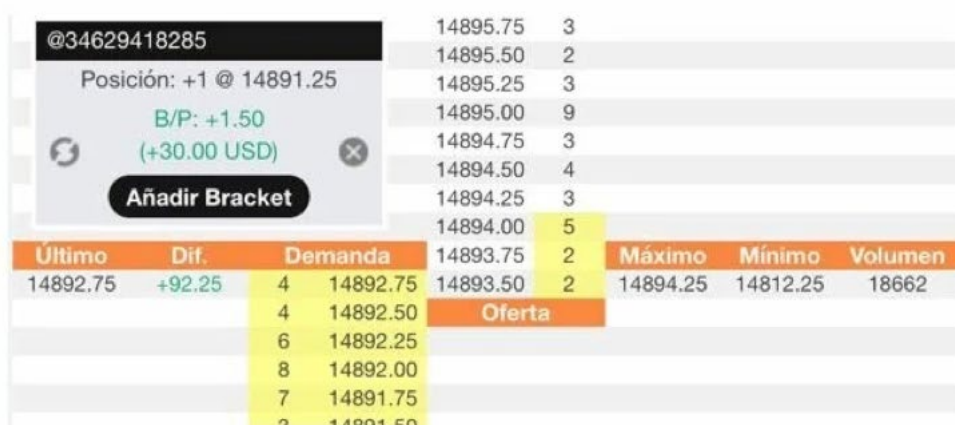 @34629418285
Posición: +1 @ 14891.25
B/P: +1.50
(+30.00 USD)
Añadir Bracket
14895.75 3
14895.50 2
14895.25 3
14895.00 9
14894.75 3
14894.50 4
14894.25 3
14894.00 5
Último Dif. Demanda 14893.75 2 Máximo Mínimo Volumen
14892.75 +92.25 4 14892.75 14893.50 2 14894.25 14812.25 18662
4 14892.50 Oferta
6 14892.25
8 14892.00
7 14891.75
3 14891.50